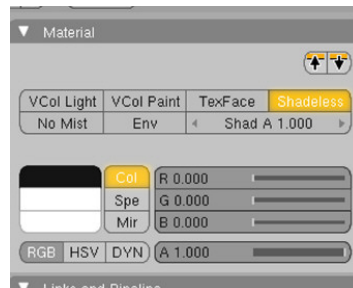 Material
VCol Light VCol Paint TexFace Shadeless
No Mist Env Shad A 1.000
Col R 0.000
Spe G 0.000
Mir B 0.000
RGB HSV DYN A 1.000
Links and Pipeline